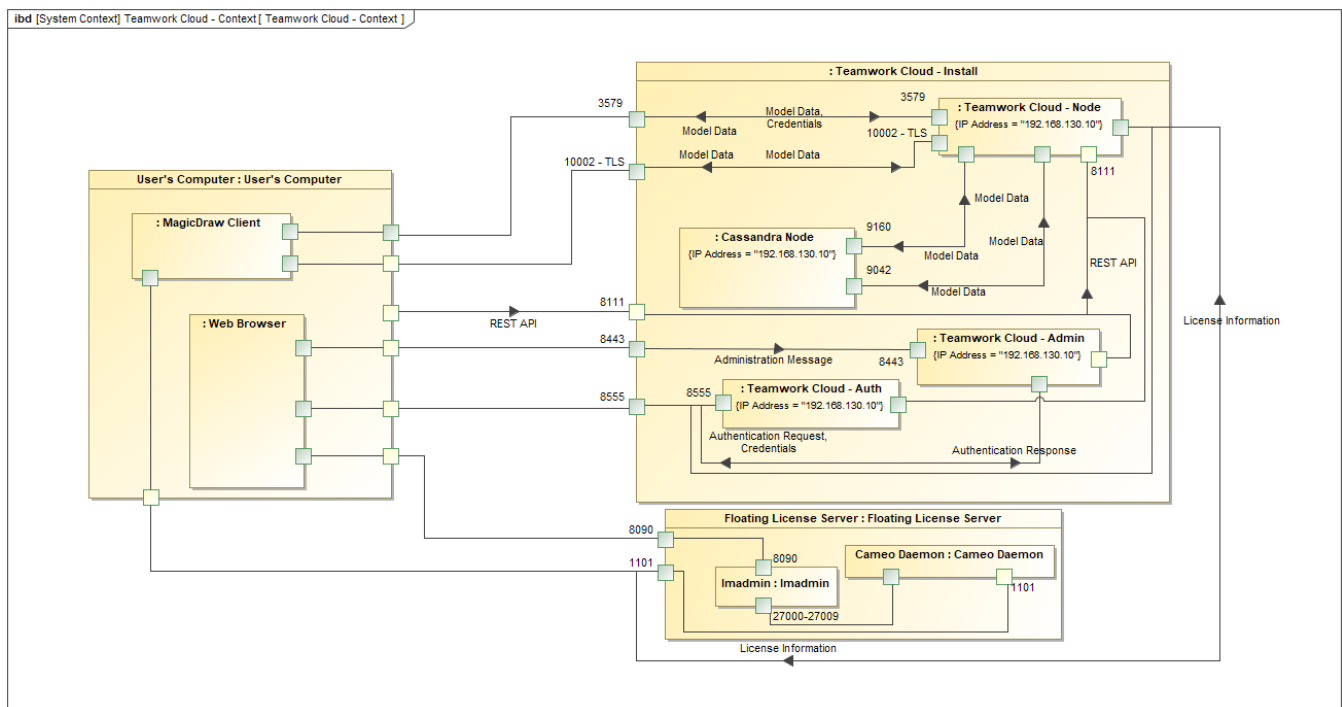 ibd [System Context] Teamwork Cloud - Context [ Teamwork Cloud - Context ]
: Teamwork Cloud - Install
3579
Model Data,
Credentials
Model Data
3579
: Teamwork Cloud - Node
{IP Address = "192.168.130.10"}
10002 - TLS
10002 - TLS
Model Data
Model Data
8111
User's Computer : User's Computer
: MagicDraw Client
Model Data
9160
: Cassandra Node
{IP Address = "192.168.130.10"}
Model Data
Model Data
9042
Model Data
REST API
8111
REST API
: Web Browser
License Information
: Teamwork Cloud - Admin
{IP Address = "192.168.130.10"}
8443
Administration Message
8443
: Teamwork Cloud - Auth
{IP Address = "192.168.130.10"}
8555
8555
Authentication Request,
Credentials
Authentication Response
Floating License Server : Floating License Server
8090
8090
Cameo Daemon : Cameo Daemon
1101
lmadmin : lmadmin
1101
27000-27009
License Information